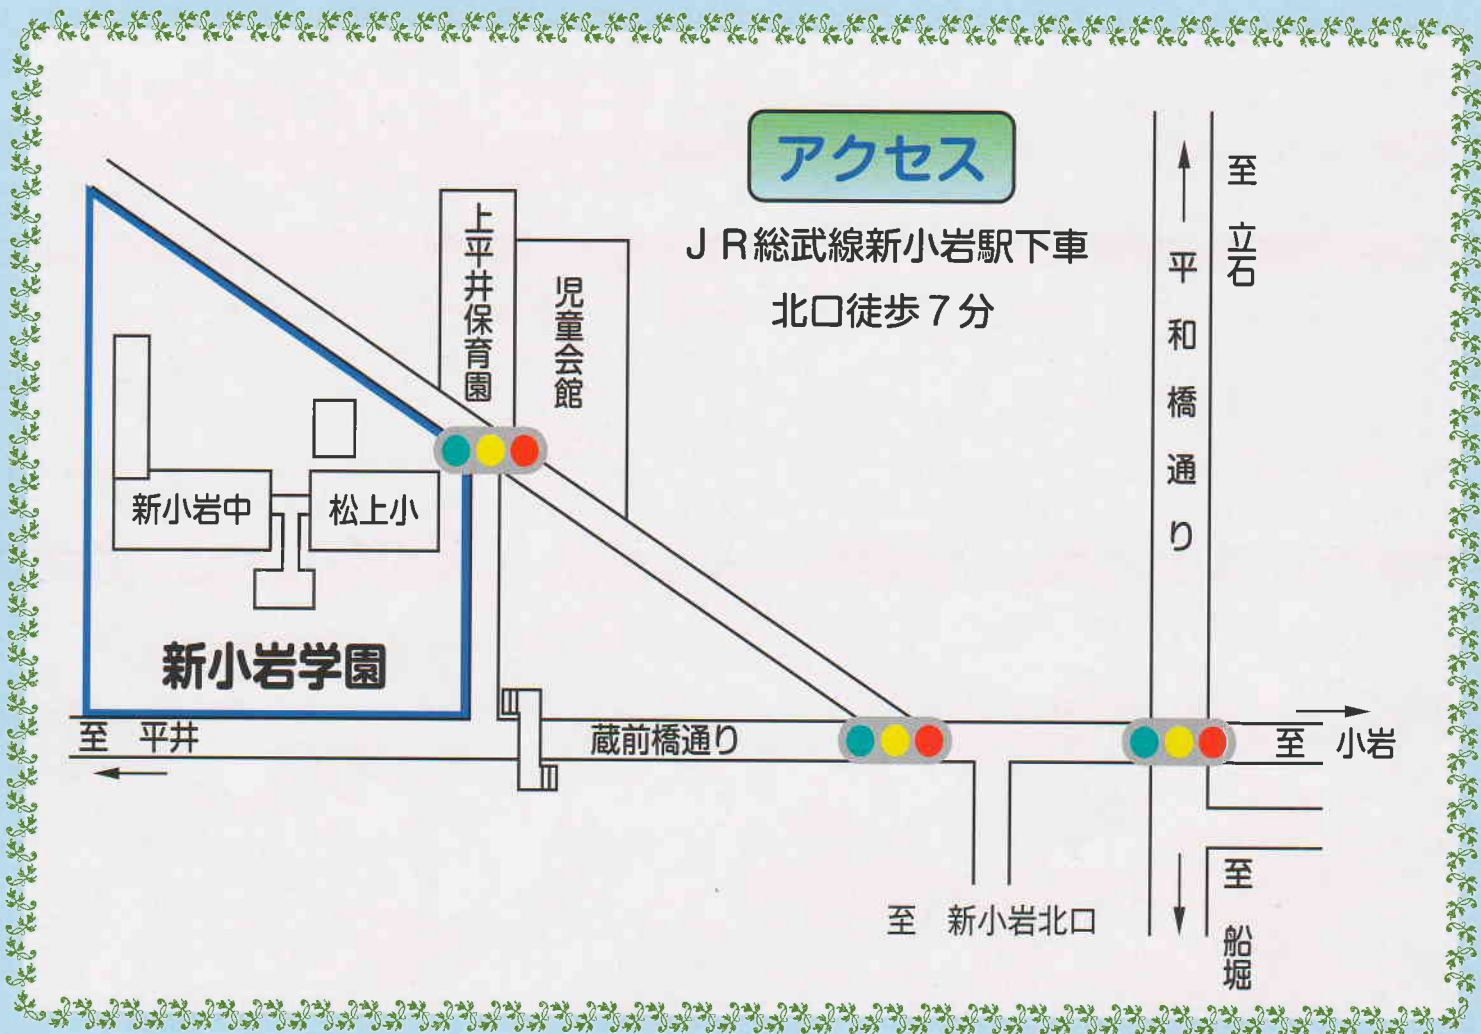 アクセス
JR総武線新小岩駅下車
北口徒歩7分
至 立石
平和橋通り
上平井保育園
児童会館
新小岩中
松上小
新小岩学園
至 平井
蔵前橋通り
至 小岩
至 新小岩北口
至 船堀